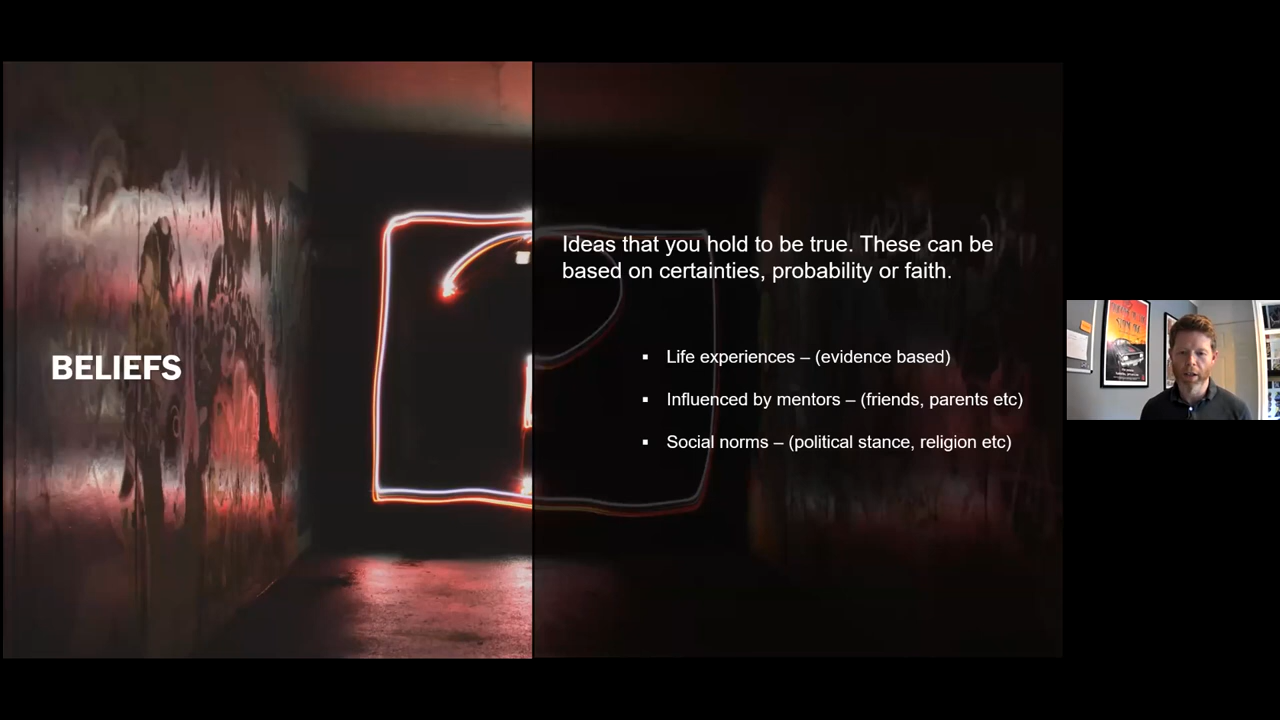 BELIEFS
Ideas that you hold to be true. These can be
based on certainties, probability or faith.
▪ Life experiences – (evidence based)
▪ Influenced by mentors – (friends, parents etc)
▪ Social norms – (political stance, religion etc)